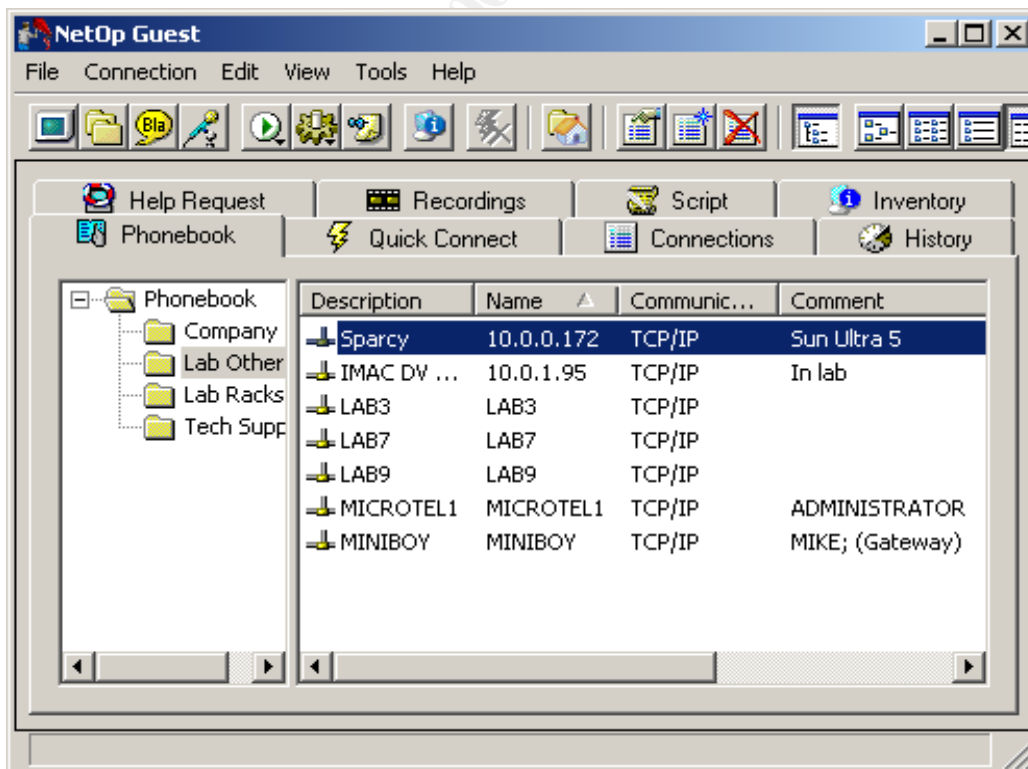 NetOp Guest
File Connection Edit View Tools Help
Bla
Help Request Recordings Script Inventory
Phonebook Quick Connect Connections History
Phonebook
Company
Lab Other
Lab Racks
Tech Supp
Description Name Communic... Comment
Sparcy 10.0.0.172 TCP/IP Sun Ultra 5
IMAC DV ... 10.0.1.95 TCP/IP In lab
LAB3 LAB3 TCP/IP
LAB7 LAB7 TCP/IP
LAB9 LAB9 TCP/IP
MICROTEL1 MICROTEL1 TCP/IP ADMINISTRATOR
MINIBOY MINIBOY TCP/IP MIKE; (Gateway)